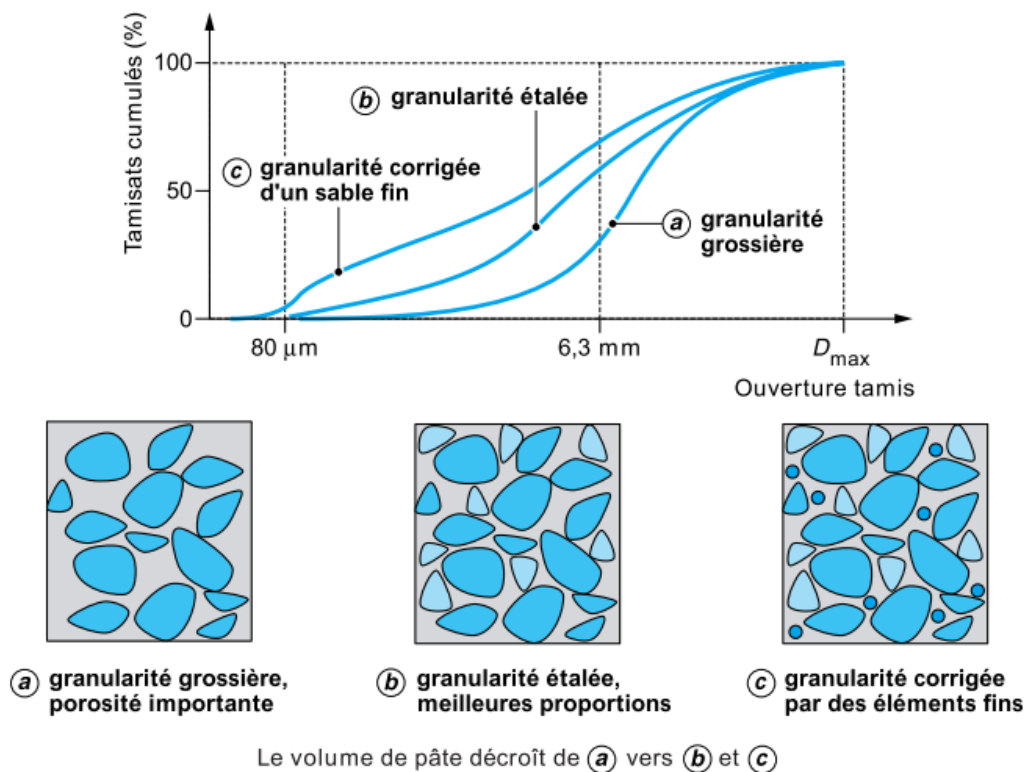 Tamisats cumulés (%)
100
50
0
ⓑ granularité étalée
ⓒ granularité corrigée
d'un sable fin
ⓐ granularité
grossière
80 µm
6,3 mm
Dmax
Ouverture tamis
ⓐ granularité grossière,
porosité importante
ⓑ granularité étalée,
meilleures proportions
ⓒ granularité corrigée
par des éléments fins
Le volume de pâte décroît de ⓐ vers ⓑ et ⓒ